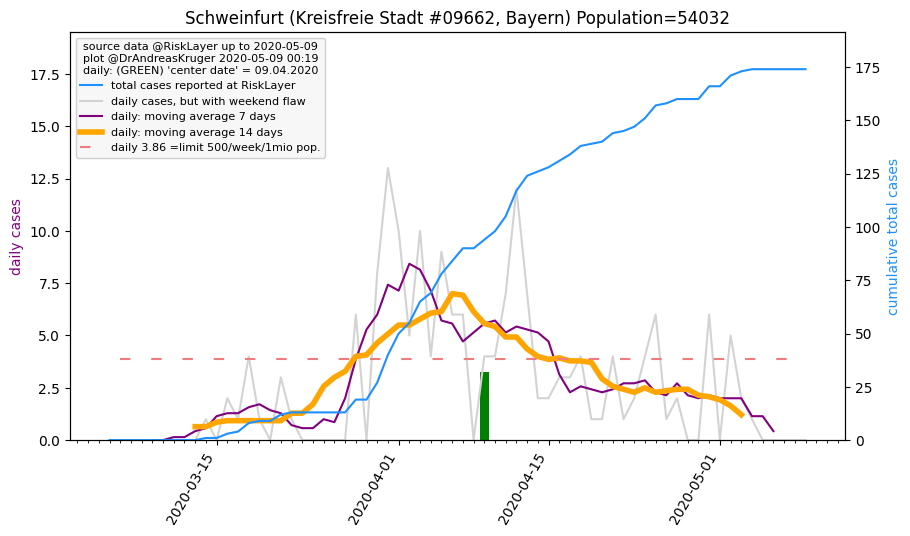 Schweinfurt (Kreisfreie Stadt #09662, Bayern) Population=54032
source data @RiskLayer up to 2020-05-09
plot @DrAndreasKruger 2020-05-09 00:19
daily: (GREEN) 'center date' = 09.04.2020
total cases reported at RiskLayer
daily cases, but with weekend flaw
daily: moving average 7 days
daily: moving average 14 days
daily 3.86 =limit 500/week/1mio pop.
daily cases
17.5
15.0
12.5
10.0
7.5
5.0
2.5
0.0
175
150
125
100
75
50
25
0
cumulative total cases
2020-03-15
2020-04-01
2020-04-15
2020-05-01